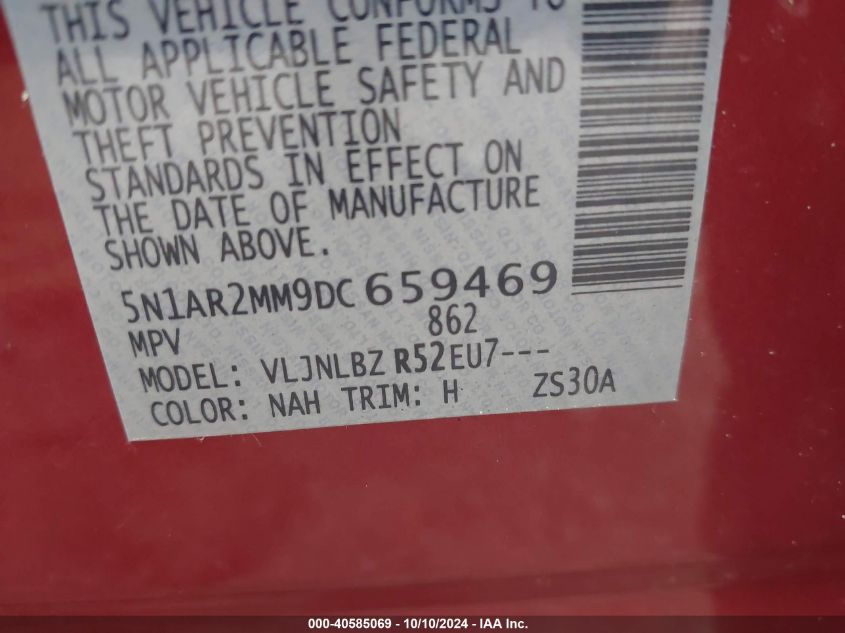 THIS VEHICLE CONFORMS TO
ALL APPLICABLE FEDERAL
MOTOR VEHICLE SAFETY AND
THEFT PREVENTION
STANDARDS IN EFFECT ON
THE DATE OF MANUFACTURE
SHOWN ABOVE.
5N1AR2MM9DC 659469
MPV 862
MODEL: VLJNLBZ R52EU7---
COLOR: NAH TRIM: H ZS30A
000-40585069 - 10/10/2024 - IAA Inc.